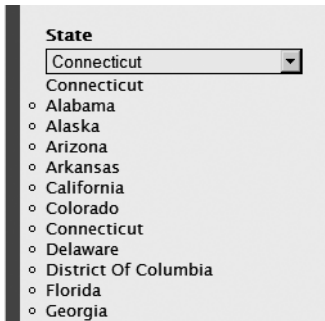 State
Connecticut
Connecticut
Alabama
Alaska
Arizona
Arkansas
California
Colorado
Connecticut
Delaware
District Of Columbia
Florida
Georgia